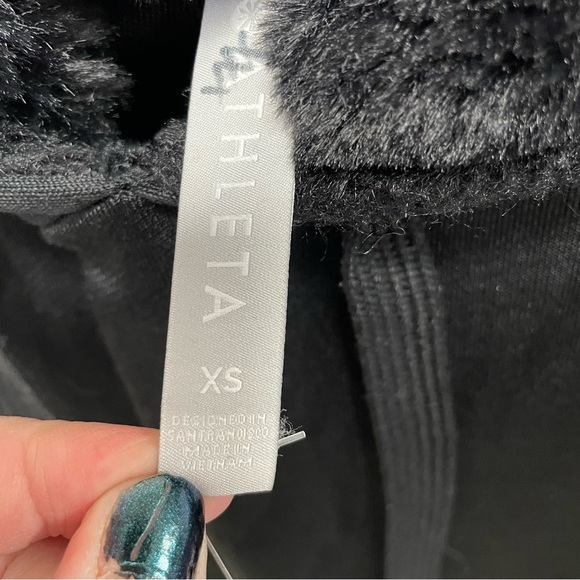 ATHLETA
XS
DESIGNED IN
SAN FRANCISCO
MADE IN
VIETNAM